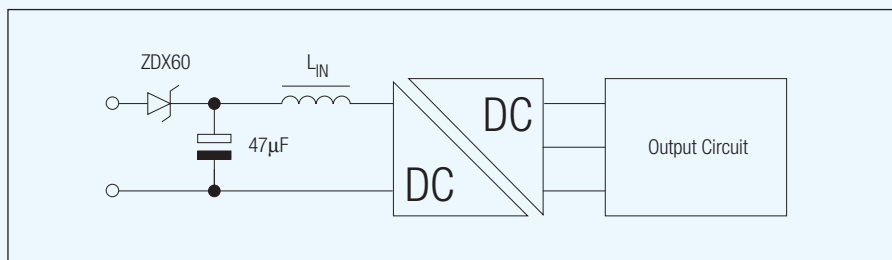 ZDX60
LIN
47µF
DC
DC
Output Circuit